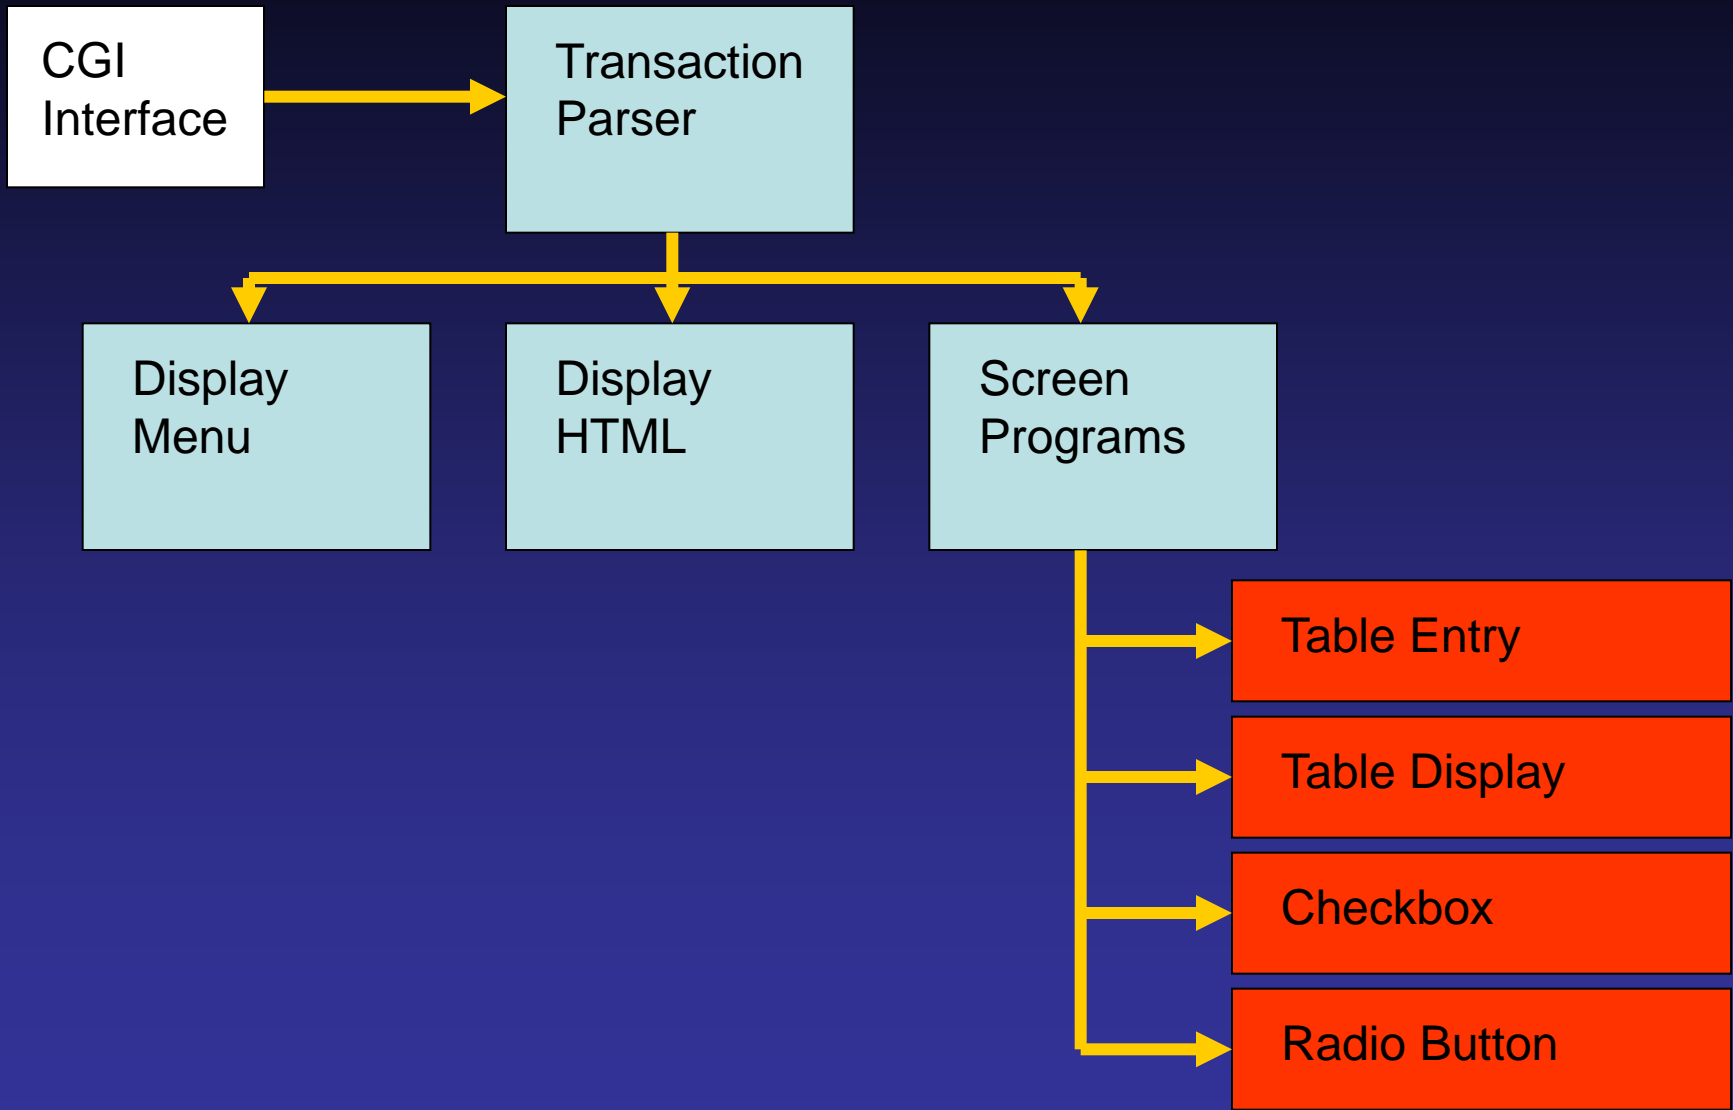 CGI
Interface
Transaction
Parser
Display
Menu
Display
HTML
Screen
Programs
Table Entry
Table Display
Checkbox
Radio Button